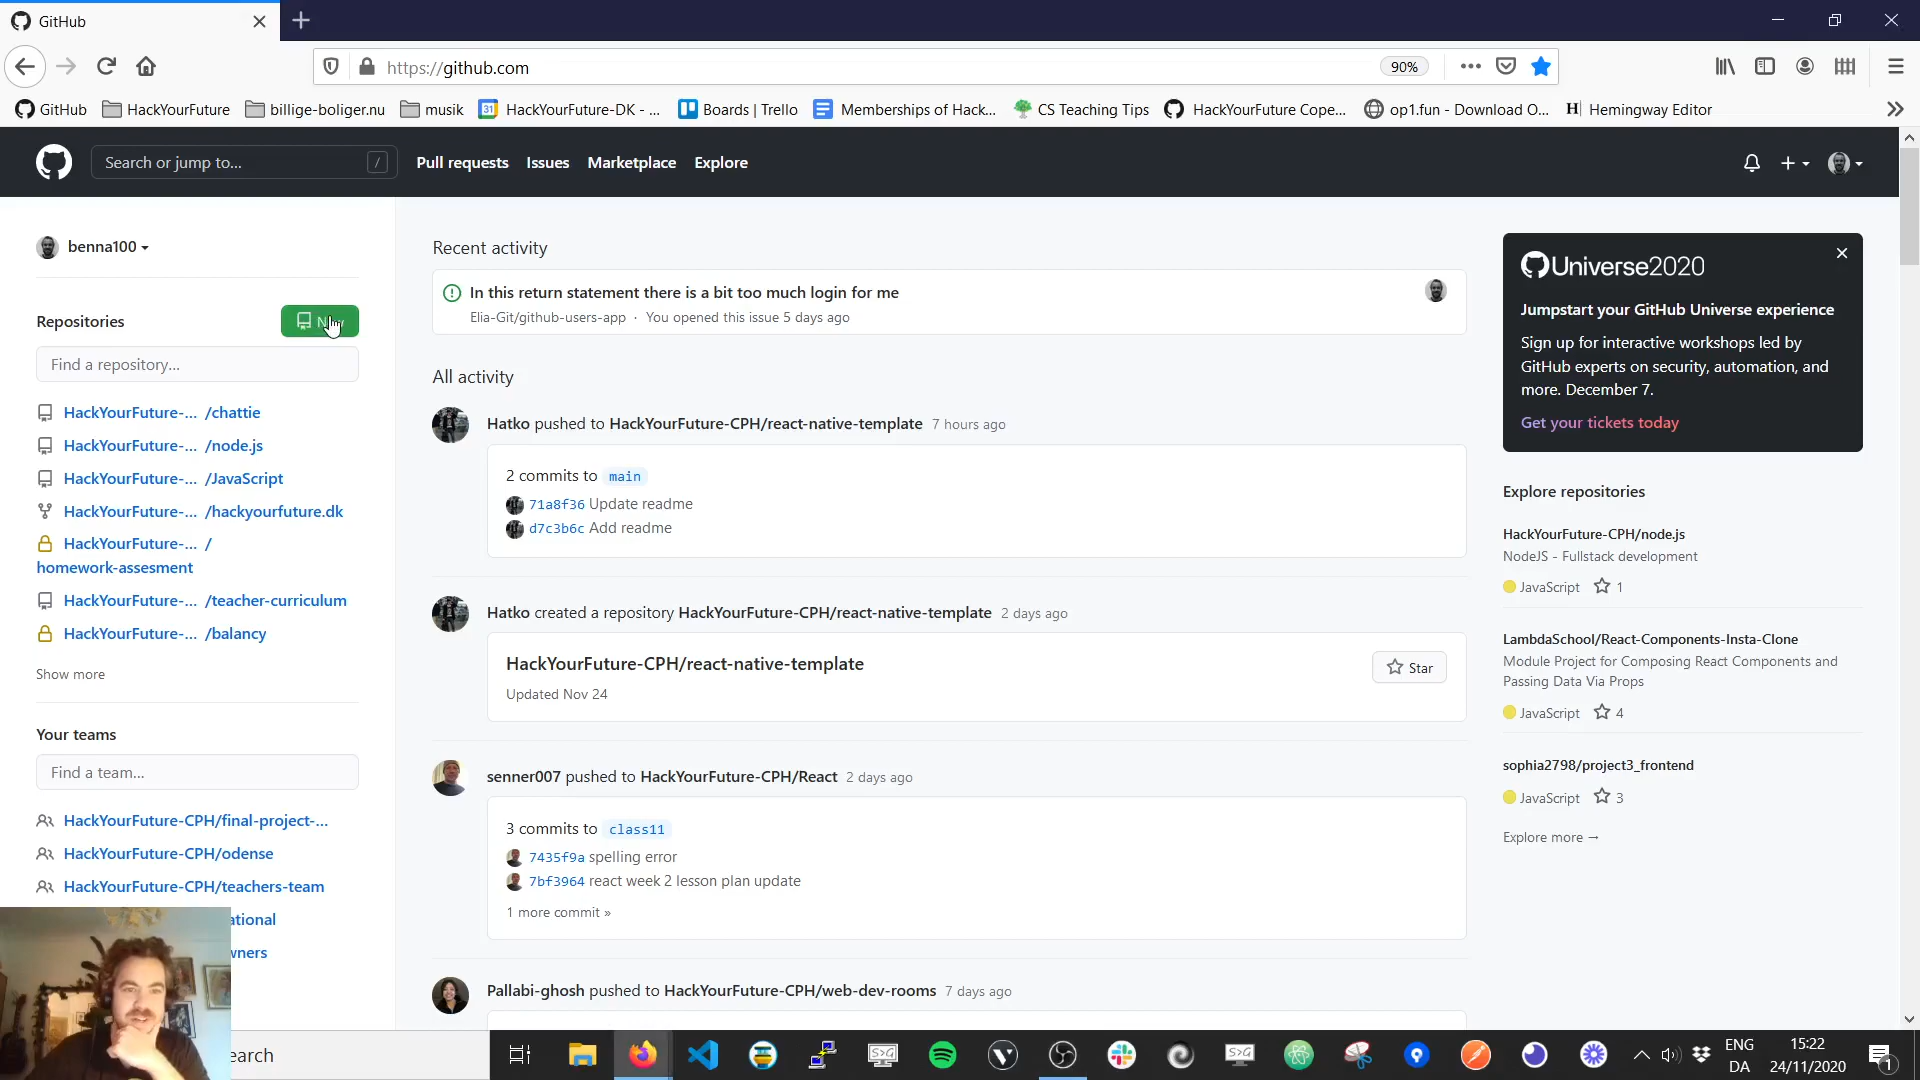 GitHub
https://github.com
90%
GitHub
HackYourFuture
billige-boliger.nu
musik
31
HackYourFuture-DK - ...
Boards | Trello
Memberships of Hack...
CS Teaching Tips
HackYourFuture Cope...
op1.fun - Download O...
H
Hemingway Editor
Search or jump to...
/
Pull requests
Issues
Marketplace
Explore
benna100
Repositories
Find a repository...
HackYourFuture-... /chattie
HackYourFuture-... /node.js
HackYourFuture-... /JavaScript
HackYourFuture-... /hackyourfuture.dk
HackYourFuture-... /
homework-assesment
HackYourFuture-... /teacher-curriculum
HackYourFuture-... /balancy
Show more
Your teams
Find a team...
HackYourFuture-CPH/final-project-...
HackYourFuture-CPH/odense
HackYourFuture-CPH/teachers-team
Recent activity
In this return statement there is a bit too much login for me
Elia-Git/github-users-app · You opened this issue 5 days ago
All activity
Hatko pushed to HackYourFuture-CPH/react-native-template 7 hours ago
2 commits to main
71a8f36 Update readme
d7c3b6c Add readme
Hatko created a repository HackYourFuture-CPH/react-native-template 2 days ago
HackYourFuture-CPH/react-native-template
Star
Updated Nov 24
senner007 pushed to HackYourFuture-CPH/React 2 days ago
3 commits to class11
7435f9a spelling error
7bf3964 react week 2 lesson plan update
1 more commit »
Pallabi-ghosh pushed to HackYourFuture-CPH/web-dev-rooms 7 days ago
Universe2020
Jumpstart your GitHub Universe experience
Sign up for interactive workshops led by
GitHub experts on security, automation, and
more. December 7.
Get your tickets today
Explore repositories
HackYourFuture-CPH/node.js
NodeJS - Fullstack development
JavaScript 1
LambdaSchool/React-Components-Insta-Clone
Module Project for Composing React Components and
Passing Data Via Props
JavaScript 4
sophia2798/project3_frontend
JavaScript 3
Explore more →
ENG
DA
15:22
24/11/2020
1